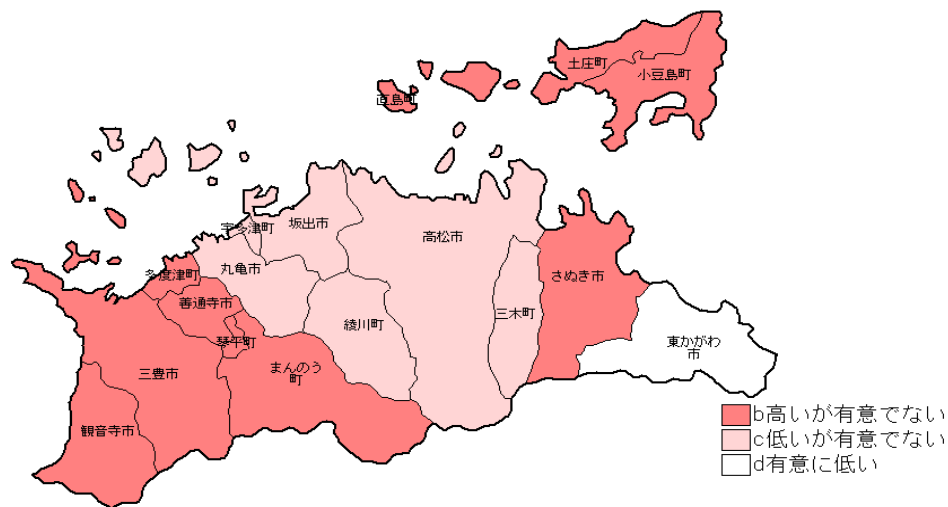 土庄町
小豆島町
直島町
宇多津町
坂出市
高松市
多度津町
丸亀市
さぬき市
善通寺市
綾川町
三木町
琴平町
東かがわ
市
三豊市
まんのう
町
観音寺市
b高いが有意でない
c低いが有意でない
d有意に低い